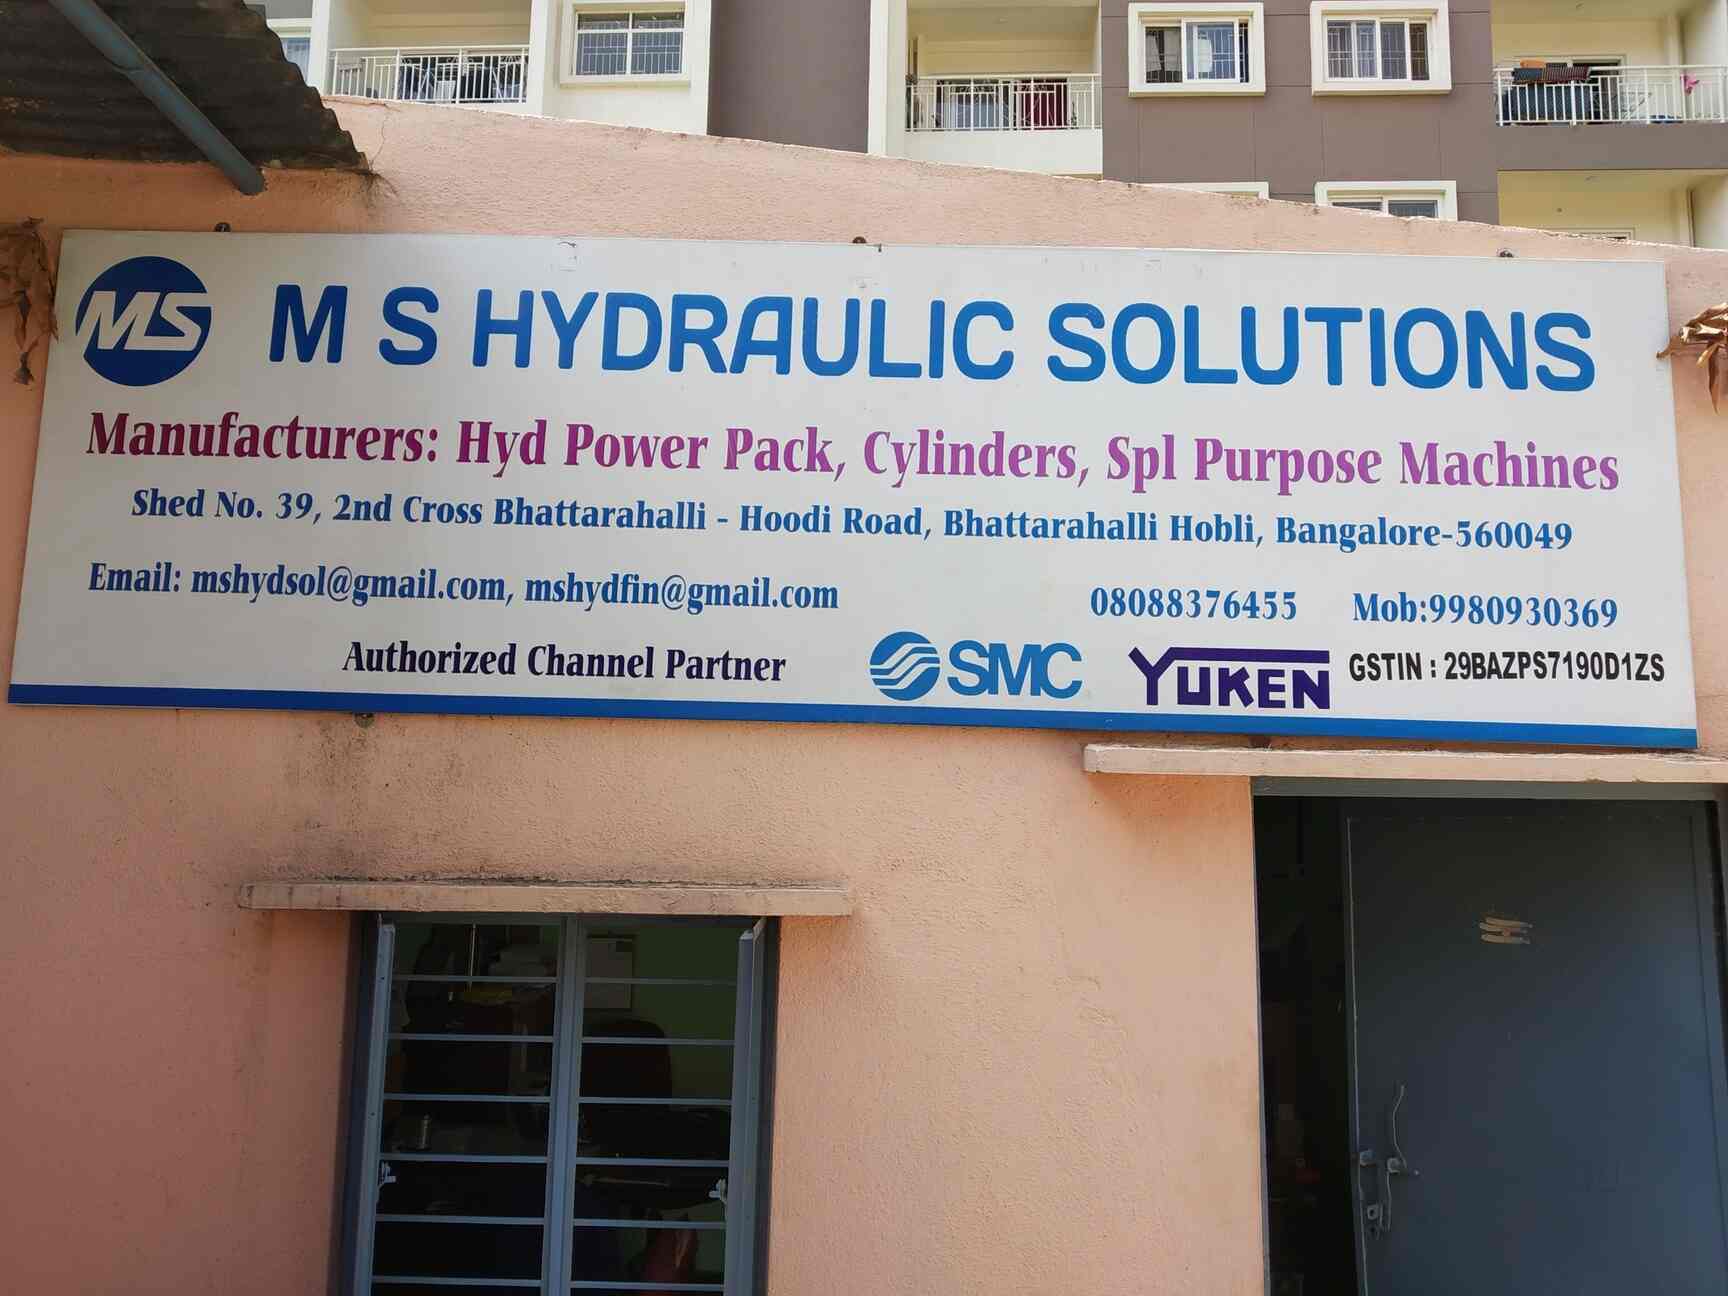 MS M S HYDRAULIC SOLUTIONS
Manufacturers: Hyd Power Pack, Cylinders, Spl Purpose Machines
Shed No. 39, 2nd Cross Bhattarahalli - Hoodi Road, Bhattarahalli Hobli, Bangalore-560049
Email: mshydsol@gmail.com, mshydfin@gmail.com 08088376455 Mob:9980930369
Authorized Channel Partner SMC YUKEN GSTIN : 29BAZPS7190D1ZS